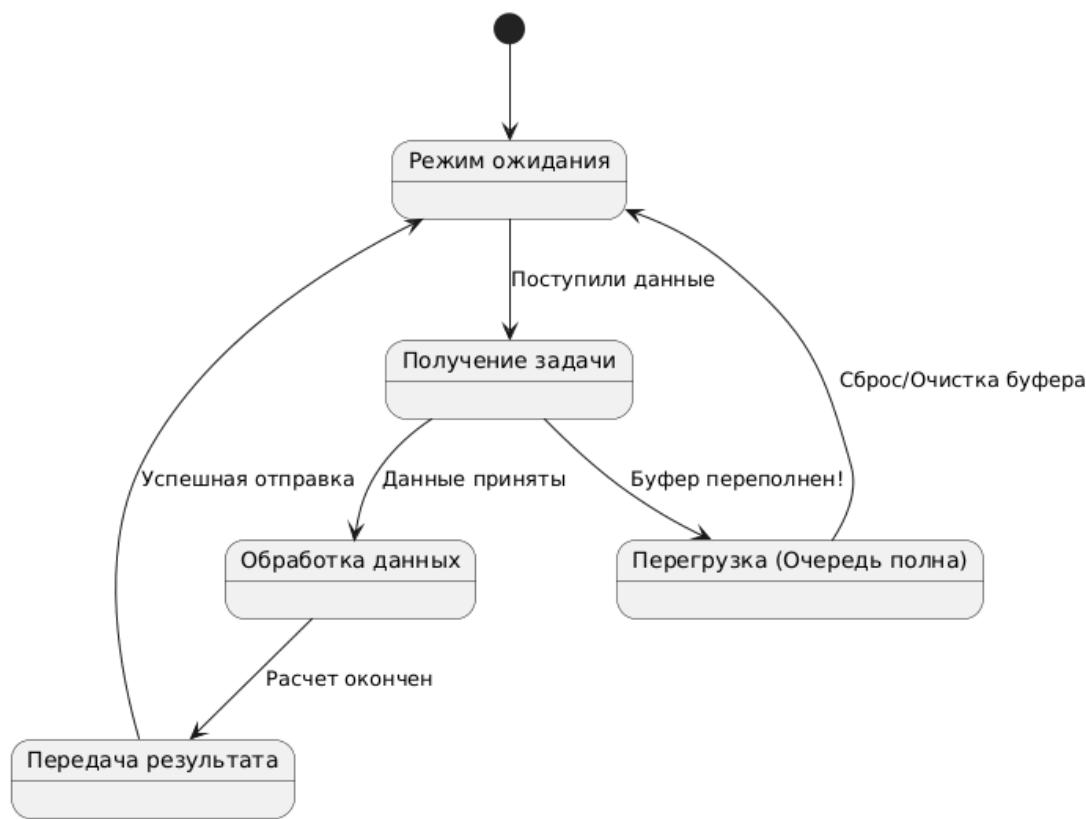 Режим ожидания
Поступили данные
Получение задачи
Сброс/Очистка буфера
Успешная отправка
Данные приняты
Буфер переполнен!
Обработка данных
Перегрузка (Очередь полна)
Расчет окончен
Передача результата